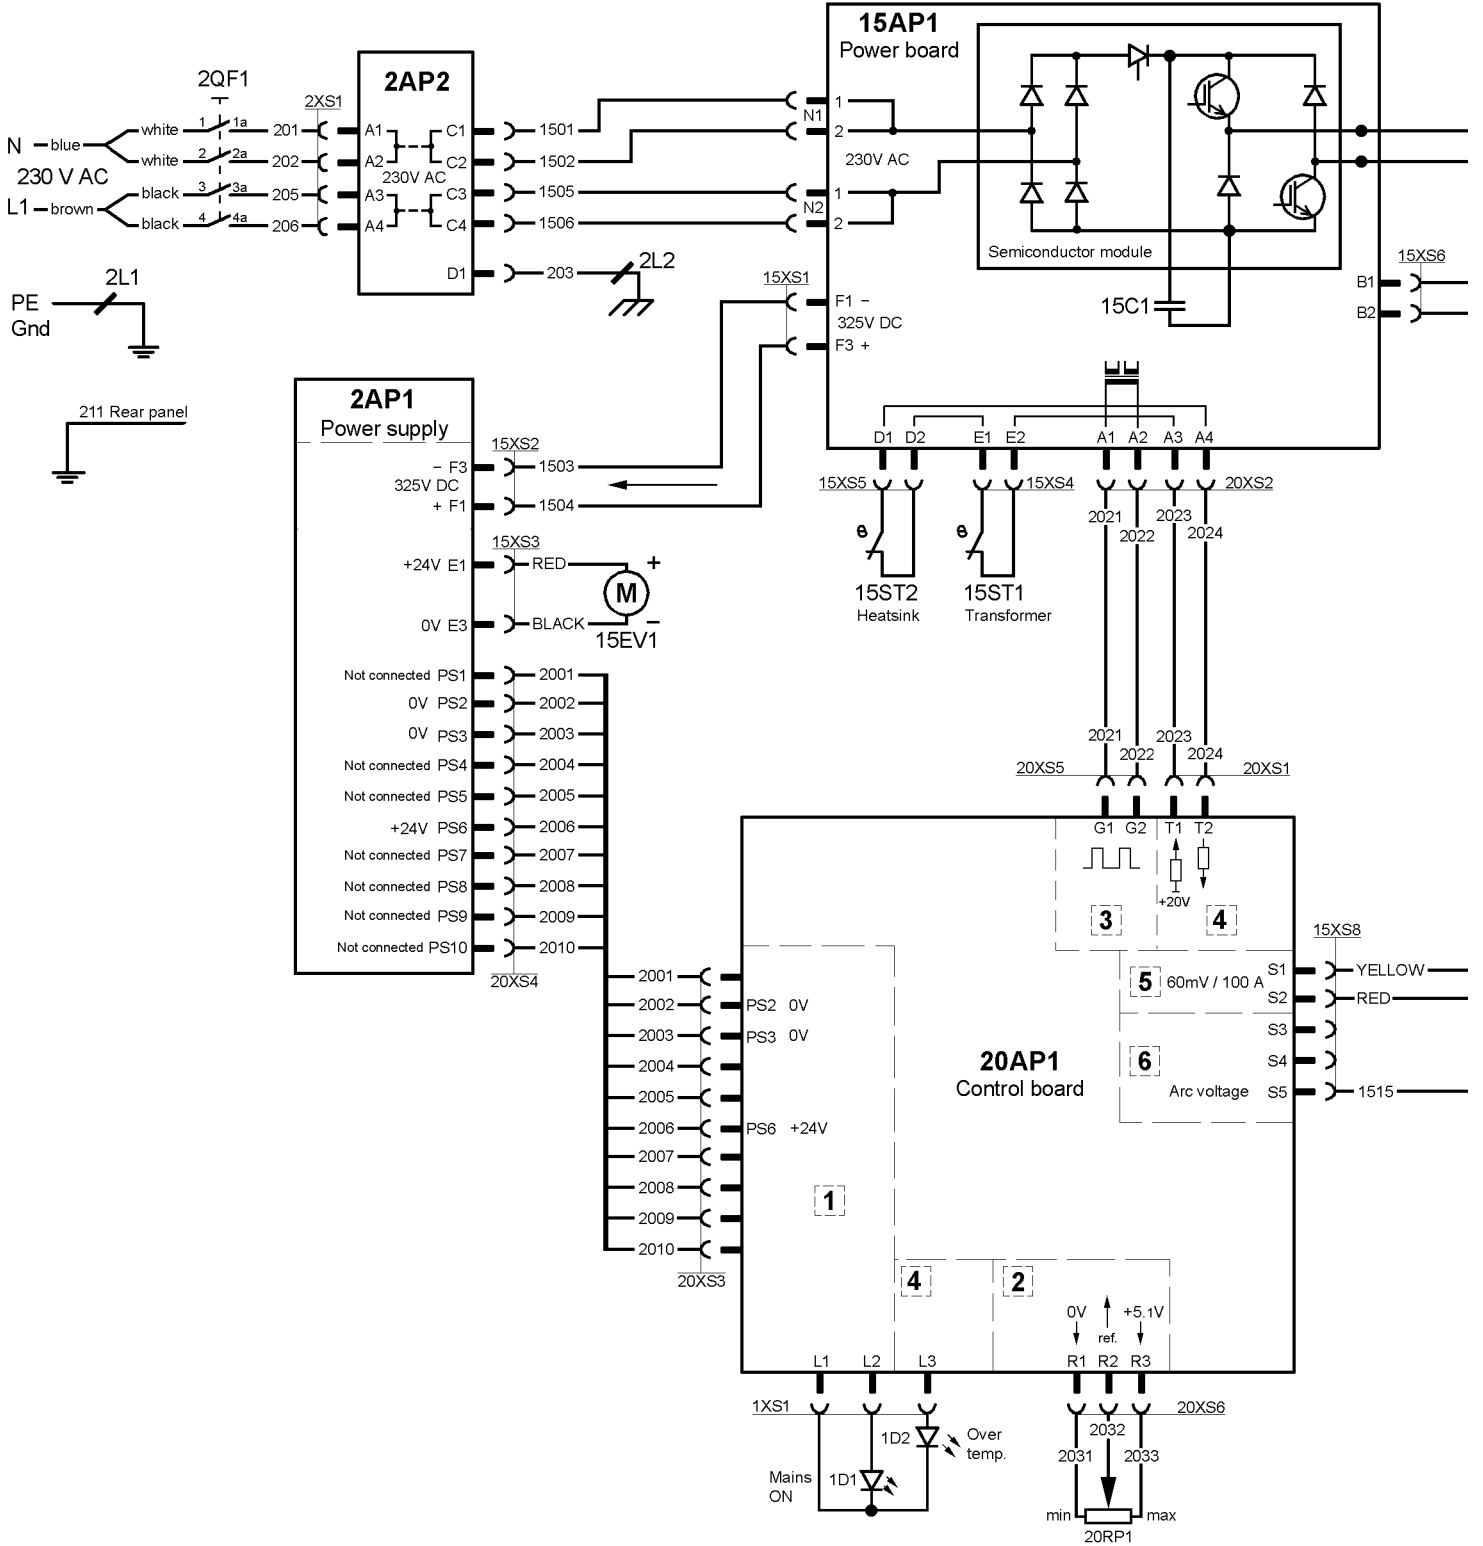 15AP1
Power board
2AP2
2QF1
2XS1
N
blue
white
1
1a
201
A1
C1
1501
1
N1
2
white
2
2a
202
A2
C2
1502
230 V AC
230V AC
230V AC
L1
brown
black
3
3a
205
A3
C3
1505
1
N2
2
black
4
4a
206
A4
C4
1506
Semiconductor module
D1
203
2L2
15XS1
15XS6
B1
B2
PE
Gnd
2L1
F1 –
325V DC
F3 +
15C1
2AP1
Power supply
211 Rear panel
15XS2
– F3
1503
325V DC
+ F1
1504
D1
D2
E1
E2
A1
A2
A3
A4
15XS5
15XS4
20XS2
2021
2022
2023
2024
θ
θ
15ST2
Heatsink
15ST1
Transformer
15XS3
+24V E1
RED
+
M
0V E3
BLACK
–
15EV1
Not connected PS1
2001
0V PS2
2002
0V PS3
2003
Not connected PS4
2004
Not connected PS5
2005
+24V PS6
2006
Not connected PS7
2007
Not connected PS8
2008
Not connected PS9
2009
Not connected PS10
2010
20XS4
2021
2022
2023
2024
20XS5
20XS1
G1
G2
T1
T2
+20V
3
4
15XS8
5
60mV / 100 A
S1
YELLOW
S2
RED
S3
6
S4
Arc voltage
S5
1515
20AP1
Control board
2001
2002
PS2 0V
2003
PS3 0V
2004
2005
2006
PS6 +24V
2007
2008
2009
2010
20XS3
1
4
2
0V
ref.
+5.1V
L1
L2
L3
R1
R2
R3
1XS1
20XS6
1D2
Over
temp.
Mains
ON
1D1
2031
2032
2033
min
max
20RP1